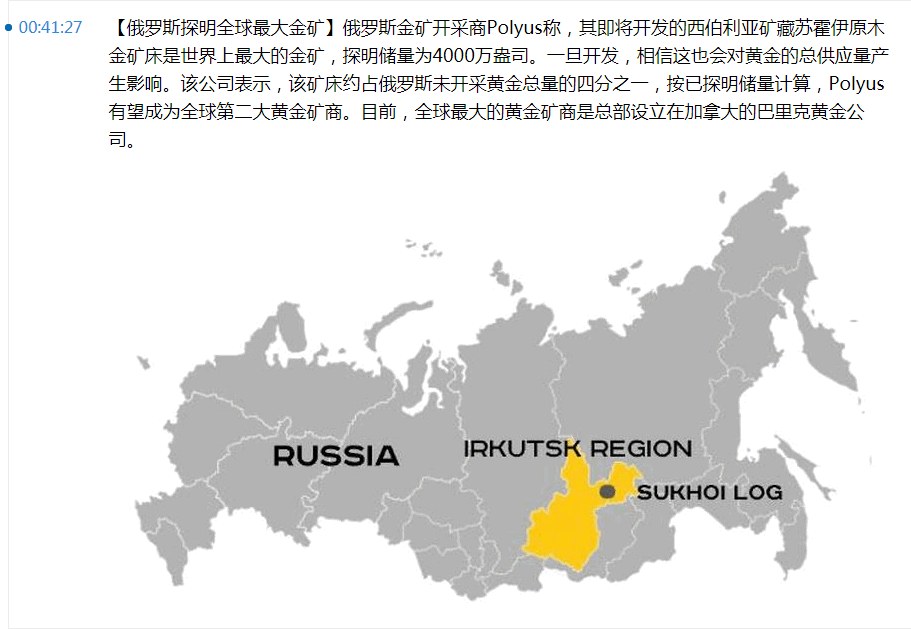 00:41:27
【俄罗斯探明全球最大金矿】俄罗斯金矿开采商Polyus称，其即将开发的西伯利亚矿藏苏霍伊原木
金矿床是世界上最大的金矿，探明储量为4000万盎司。一旦开发，相信这也会对黄金的总供应量产
生影响。该公司表示，该矿床约占俄罗斯未开采黄金总量的四分之一，按已探明储量计算，Polyus
有望成为全球第二大黄金矿商。目前，全球最大的黄金矿商是总部设立在加拿大的巴里克黄金公
司。
IRKUTSK REGION
RUSSIA
SUKHOI LOG